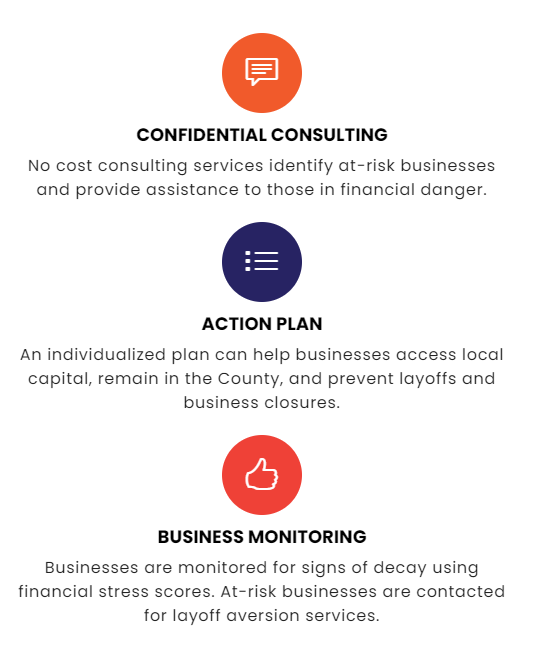 CONFIDENTIAL CONSULTING
No cost consulting services identify at-risk businesses
and provide assistance to those in financial danger.
ACTION PLAN
An individualized plan can help businesses access local
capital, remain in the County, and prevent layoffs and
business closures.
BUSINESS MONITORING
Businesses are monitored for signs of decay using
financial stress scores. At-risk businesses are contacted
for layoff aversion services.